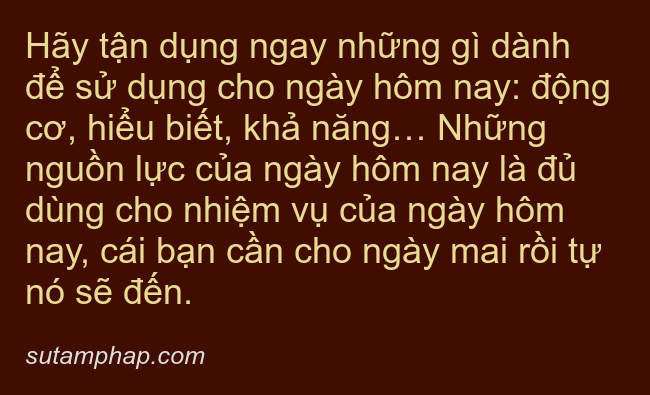 Hãy tận dụng ngay những gì dành
để sử dụng cho ngày hôm nay: động
cơ, hiểu biết, khả năng… Những
nguồn lực của ngày hôm nay là đủ
dùng cho nhiệm vụ của ngày hôm
nay, cái bạn cần cho ngày mai rồi tự
nó sẽ đến.
sutamphap.com